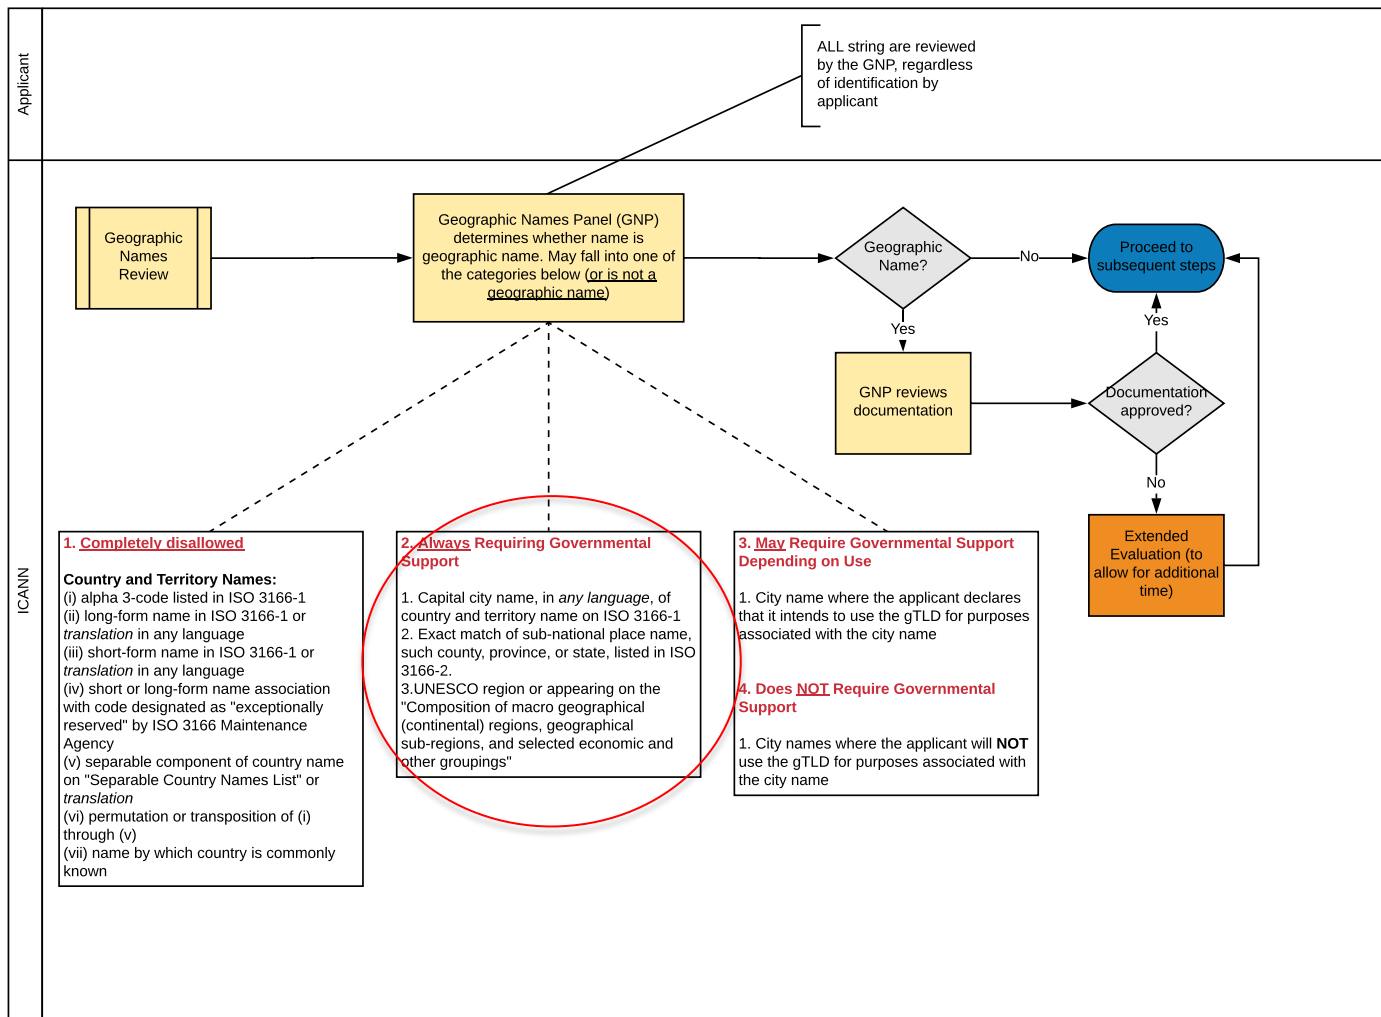 Applicant
ALL string are reviewed
by the GNP, regardless
of identification by
applicant
ICANN
Geographic
Names
Review
Geographic Names Panel (GNP)
determines whether name is
geographic name. May fall into one of
the categories below (or is not a
geographic name)
Geographic
Name?
No
Proceed to
subsequent steps
Yes
Yes
GNP reviews
documentation
Documentation
approved?
No
Extended
Evaluation (to
allow for additional
time)
1. Completely disallowed
Country and Territory Names:
(i) alpha 3-code listed in ISO 3166-1
(ii) long-form name in ISO 3166-1 or
translation in any language
(iii) short-form name in ISO 3166-1 or
translation in any language
(iv) short or long-form name association
with code designated as "exceptionally
reserved" by ISO 3166 Maintenance
Agency
(v) separable component of country name
on "Separable Country Names List" or
translation
(vi) permutation or transposition of (i)
through (v)
(vii) name by which country is commonly
known
2. Always Requiring Governmental
Support
1. Capital city name, in any language, of
country and territory name on ISO 3166-1
2. Exact match of sub-national place name,
such county, province, or state, listed in ISO
3166-2.
3.UNESCO region or appearing on the
"Composition of macro geographical
(continental) regions, geographical
sub-regions, and selected economic and
other groupings"
3. May Require Governmental Support
Depending on Use
1. City name where the applicant declares
that it intends to use the gTLD for purposes
associated with the city name
4. Does NOT Require Governmental
Support
1. City names where the applicant will NOT
use the gTLD for purposes associated with
the city name